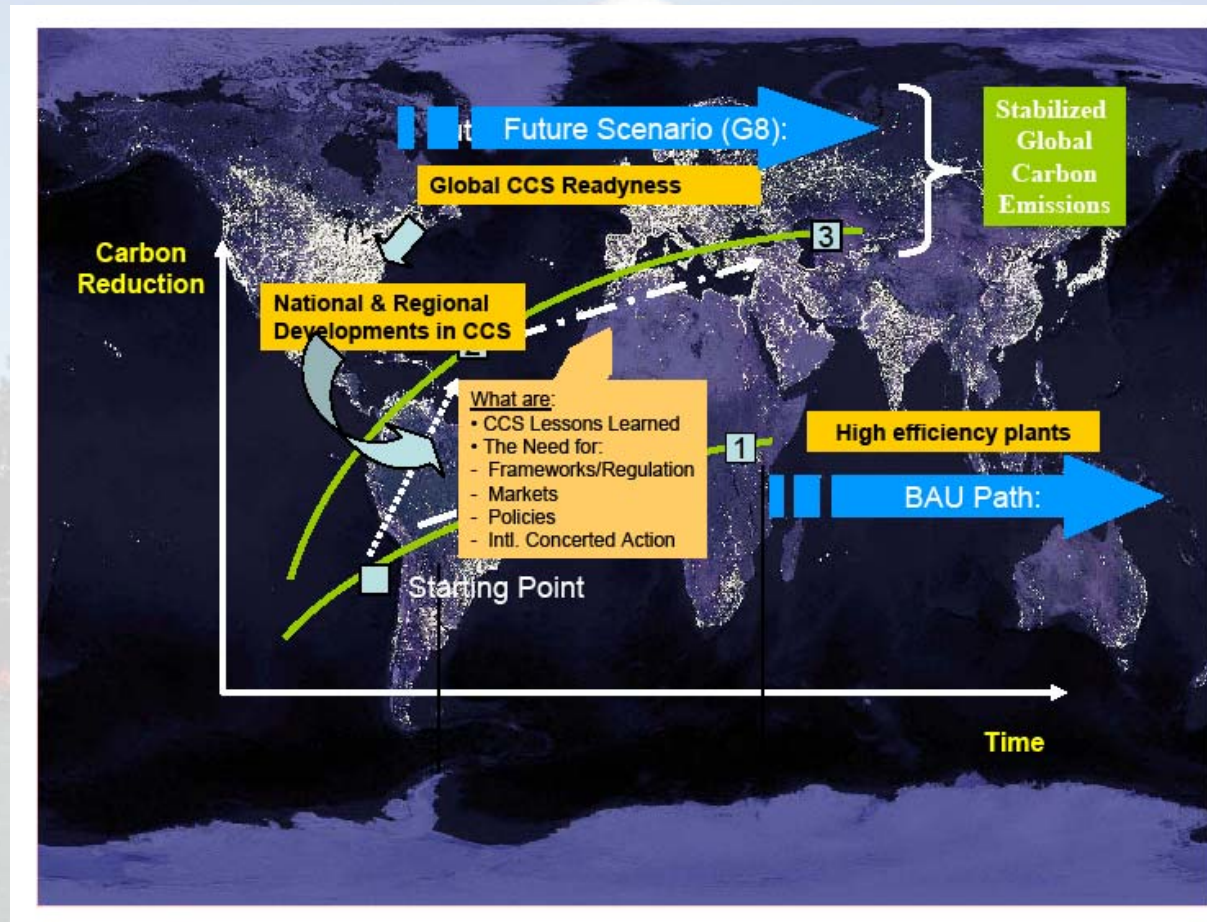 Future Scenario (G8):
Global CCS Readyness
Stabilized
Global
Carbon
Emissions
3
Carbon
Reduction
National & Regional
Developments in CCS
What are:
• CCS Lessons Learned
• The Need for:
- Frameworks/Regulation
- Markets
- Policies
- Intl. Concerted Action
1
High efficiency plants
BAU Path:
Starting Point
Time